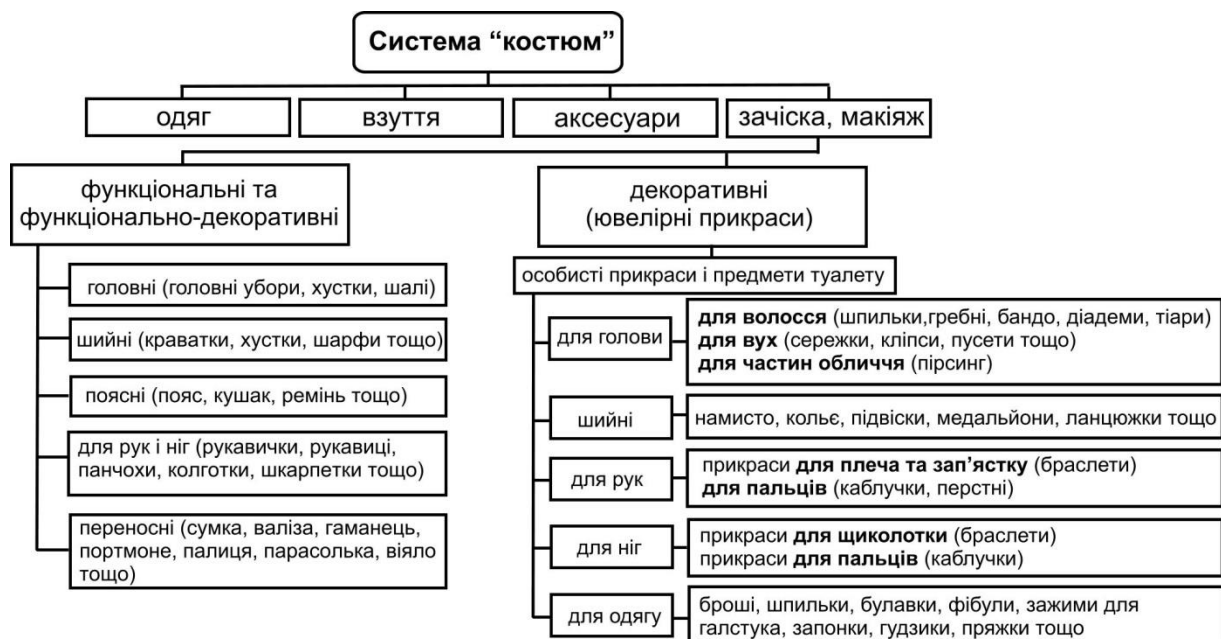 Система “костюм”
одяг
взуття
аксесуари
зачіска, макіяж
функціональні та
функціонально-декоративні
головні (головні убори, хустки, шалі)
шийні (краватки, хустки, шарфи тощо)
поясні (пояс, кушак, ремінь тощо)
для рук і ніг (рукавички, рукавиці,
панчохи, колготки, шкарпетки тощо)
переносні (сумка, валіза, гаманець,
портмоне, палиця, парасолька, віяло
тощо)
декоративні
(ювелірні прикраси)
особисті прикраси і предмети туалету
для голови
для волосся (шпильки,гребні, бандо, діадеми, тіари)
для вух (сережки, кліпси, пусети тощо)
для частин обличчя (пірсинг)
шийні
намисто, кольє, підвіски, медальйони, ланцюжки тощо
для рук
прикраси для плеча та зап’ястку (браслети)
для пальців (каблучки, перстні)
для ніг
прикраси для щиколотки (браслети)
прикраси для пальців (каблучки)
для одягу
броші, шпильки, булавки, фібули, зажими для
галстука, запонки, гудзики, пряжки тощо